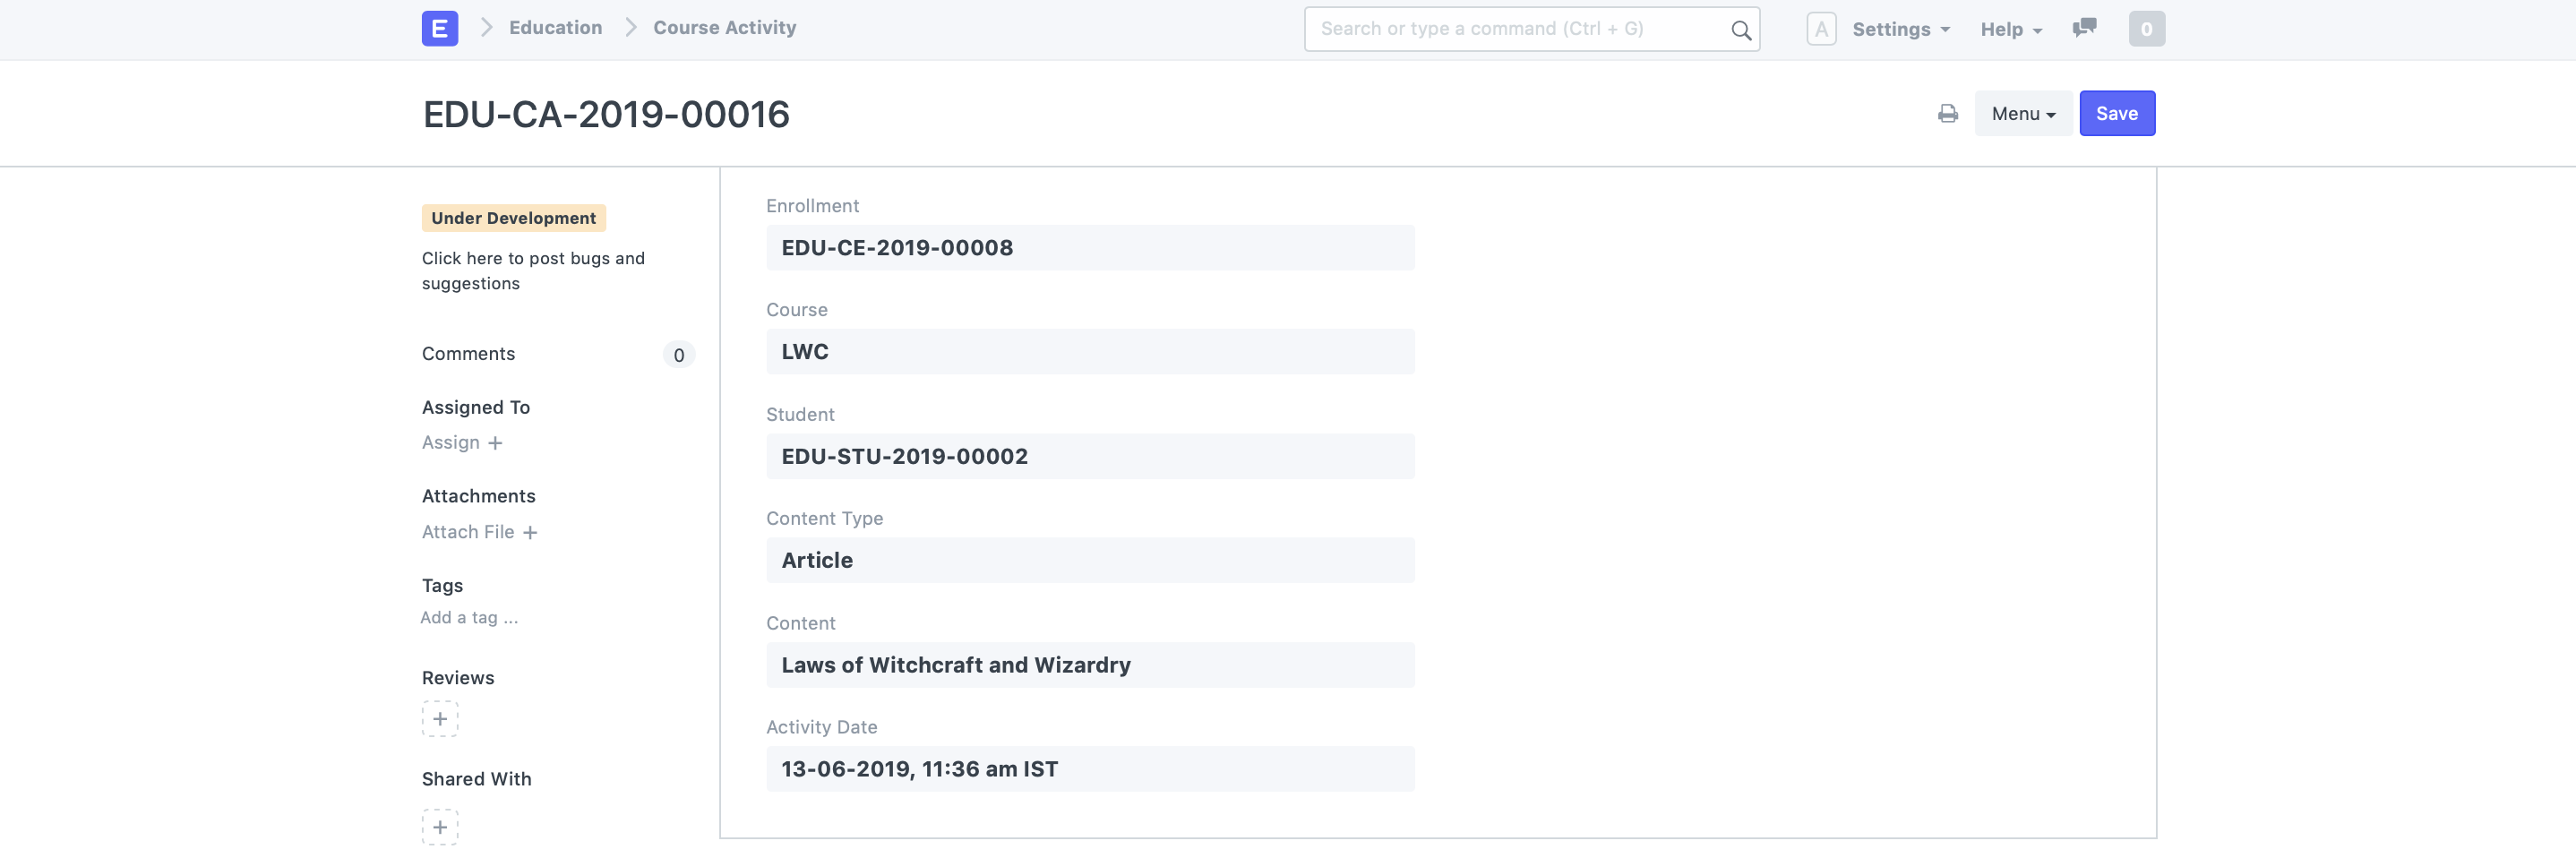 E
Education
Course Activity
Search or type a command (Ctrl + G)
A
Settings
Help
0
EDU-CA-2019-00016
Menu
Save
Under Development
Click here to post bugs and
suggestions
Comments
0
Assigned To
Assign +
Attachments
Attach File +
Tags
Add a tag ...
Reviews
+
Shared With
+
Enrollment
EDU-CE-2019-00008
Course
LWC
Student
EDU-STU-2019-00002
Content Type
Article
Content
Laws of Witchcraft and Wizardry
Activity Date
13-06-2019, 11:36 am IST